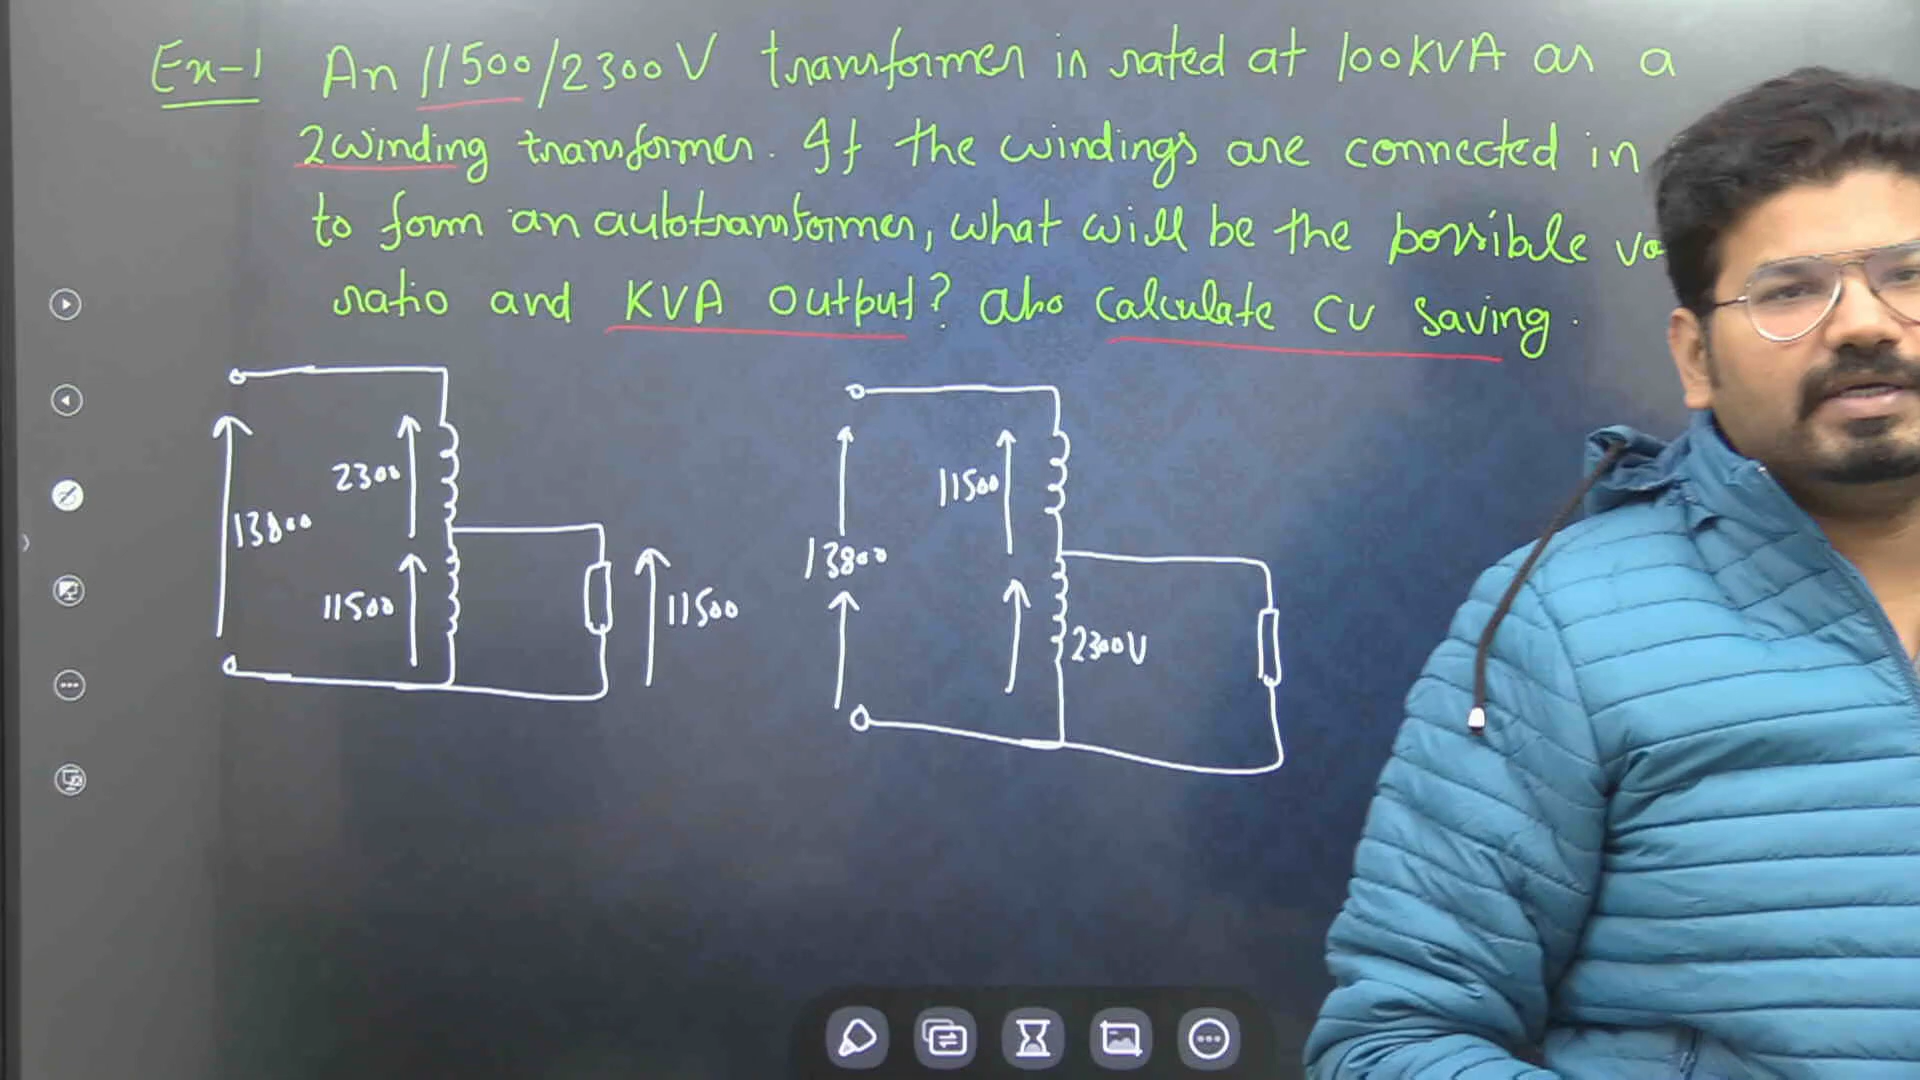 Ex-1 An 11500/2300V transformer is rated at 100KVA as a
2winding transformer. If the windings are connected in
to form an autotransformer, what will be the possible
ratio and KVA output? also calculate CU saving.
2300
13800
11500
11500
11500
13800
2300V